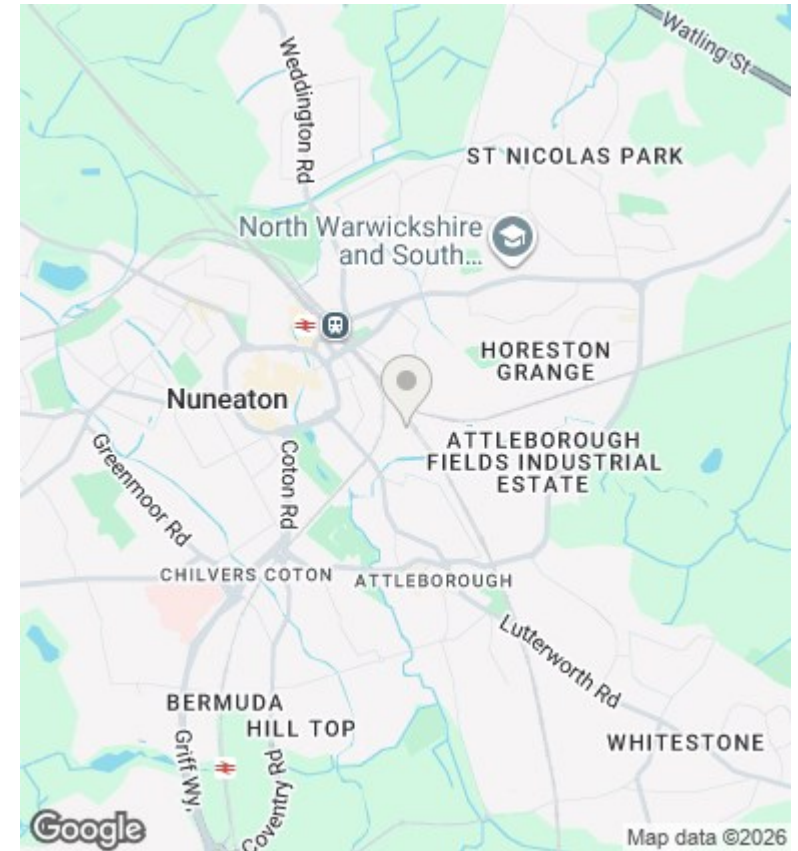 Watling St
Weddington Rd
ST NICOLAS PARK
North Warwickshire
and South...
HORESTON
GRANGE
Nuneaton
ATTLEBOROUGH
FIELDS INDUSTRIAL
ESTATE
Coton Rd
Greenmoor Rd
CHILVERS COTON
ATTLEBOROUGH
Lutterworth Rd
BERMUDA
HILL TOP
WHITESTONE
Griff Wy.
Coventry Rd
Google
Map data ©2026